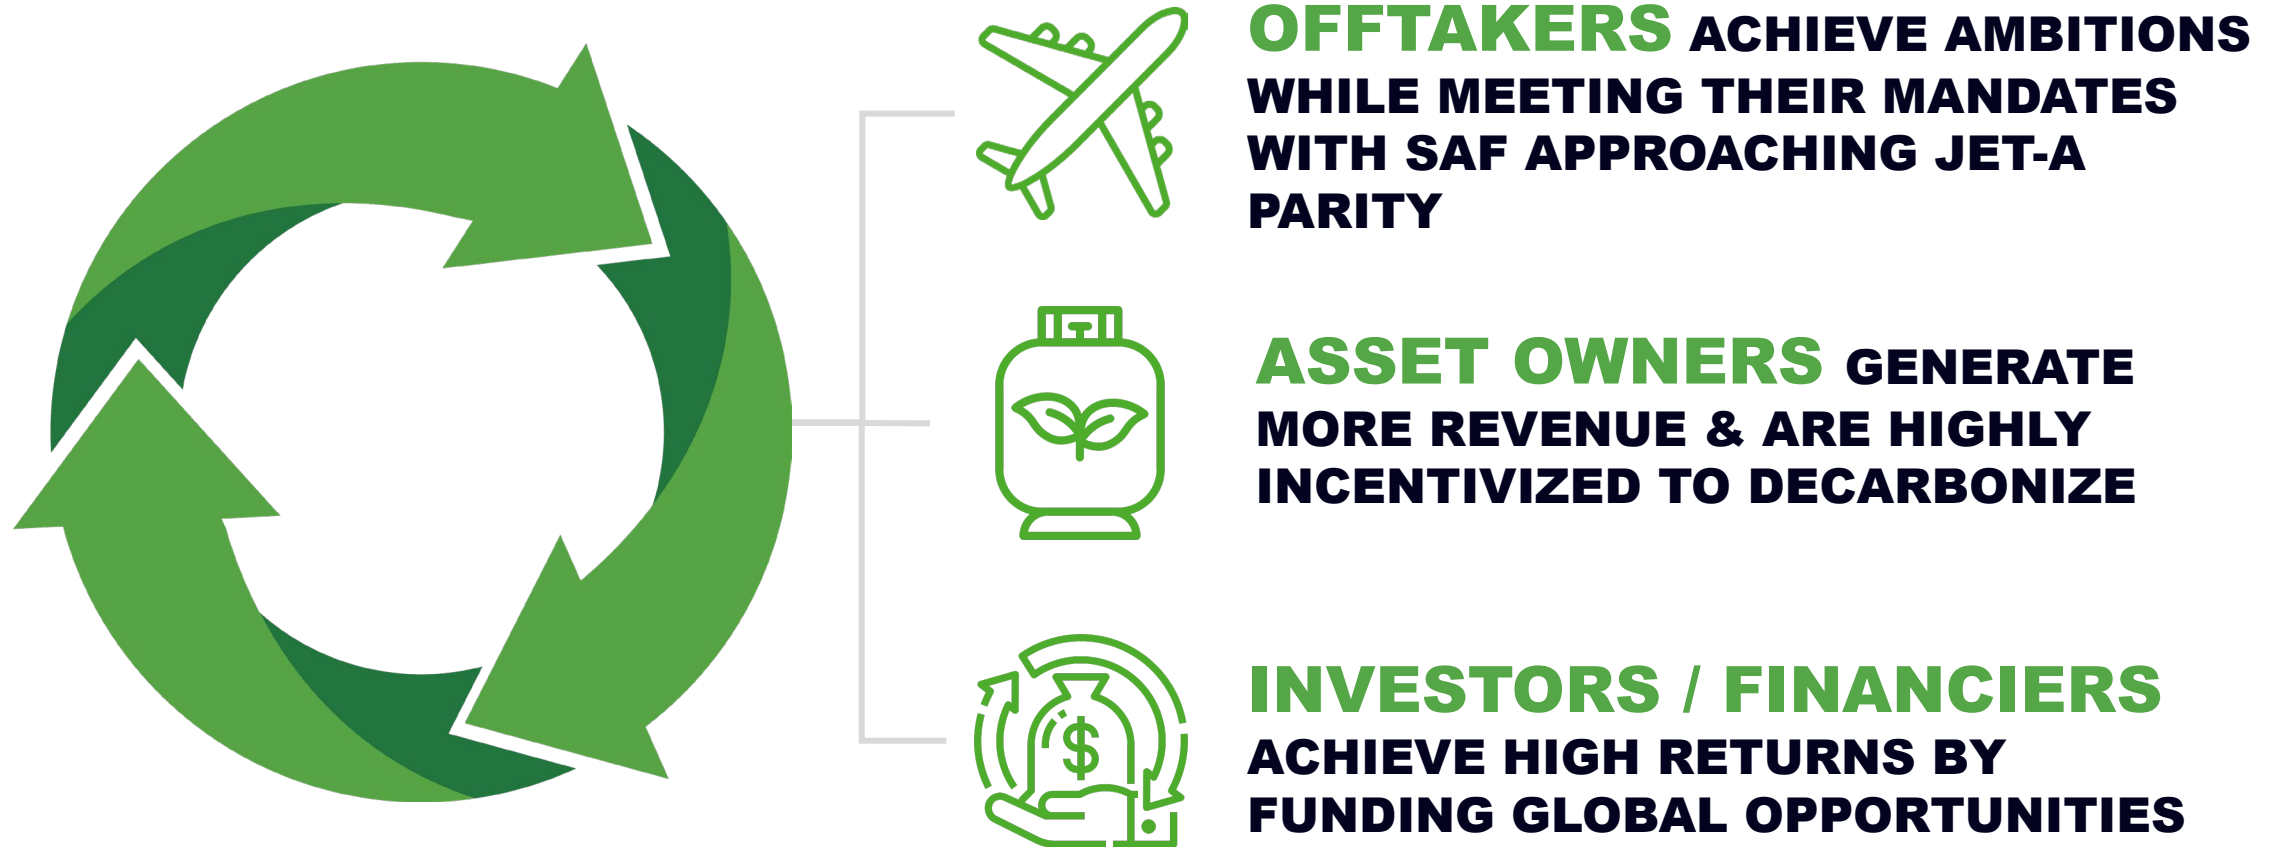 OFFTAKERS ACHIEVE AMBITIONS
WHILE MEETING THEIR MANDATES
WITH SAF APPROACHING JET-A
PARITY
ASSET OWNERS GENERATE
MORE REVENUE & ARE HIGHLY
INCENTIVIZED TO DECARBONIZE
$
INVESTORS / FINANCIERS
ACHIEVE HIGH RETURNS BY
FUNDING GLOBAL OPPORTUNITIES